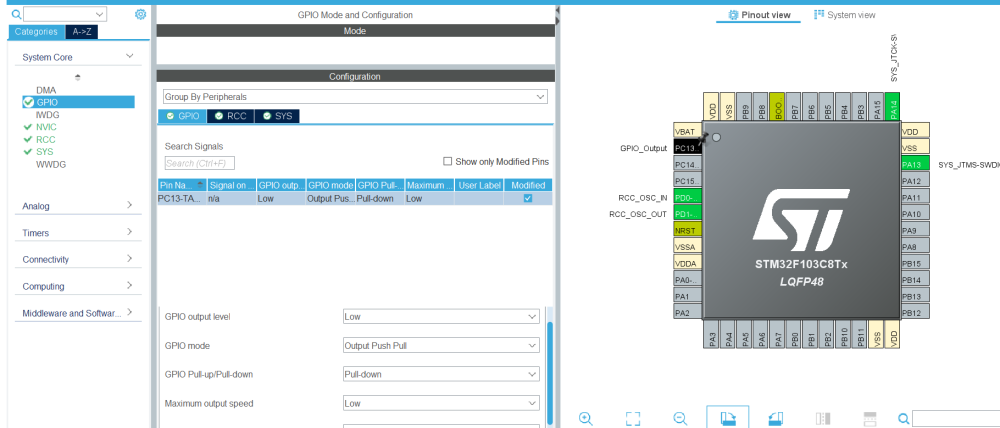 GPIO Mode and Configuration
Mode
Configuration
Categories A->Z
System Core
DMA
GPIO
IWDG
NVIC
RCC
SYS
WWDG
Analog
Timers
Connectivity
Computing
Middleware and Softwar...
Group By Peripherals
GPIO RCC SYS
Search Signals
Search (Ctrl+F)
Show only Modified Pins
Pin Na... Signal on ... GPIO outp... GPIO mode GPIO Pull-... Maximum ... User Label Modified
PC13-TA... n/a Low Output Pus... Pull-down Low
GPIO output level Low
GPIO mode Output Push Pull
GPIO Pull-up/Pull-down Pull-down
Maximum output speed Low
Pinout view System view
SYS_JTCK-S
VDD VSS PB9 PB8 BOO... PB7 PB6 PB5 PB4 PB3 PA15 PA14
VBAT
GPIO_Output PC13...
PC14...
PC15...
RCC_OSC_IN PD0-...
RCC_OSC_OUT PD1-...
NRST
VSSA
VDDA
PA0-...
PA1
PA2
STM32F103C8Tx
LQFP48
VDD
VSS
PA13 SYS_JTMS-SWDI
PA12
PA11
PA10
PA9
PA8
PB15
PB14
PB13
PB12
PA3 PA4 PA5 PA6 PA7 PB0 PB1 PB2 PB10 PB11 VSS VDD